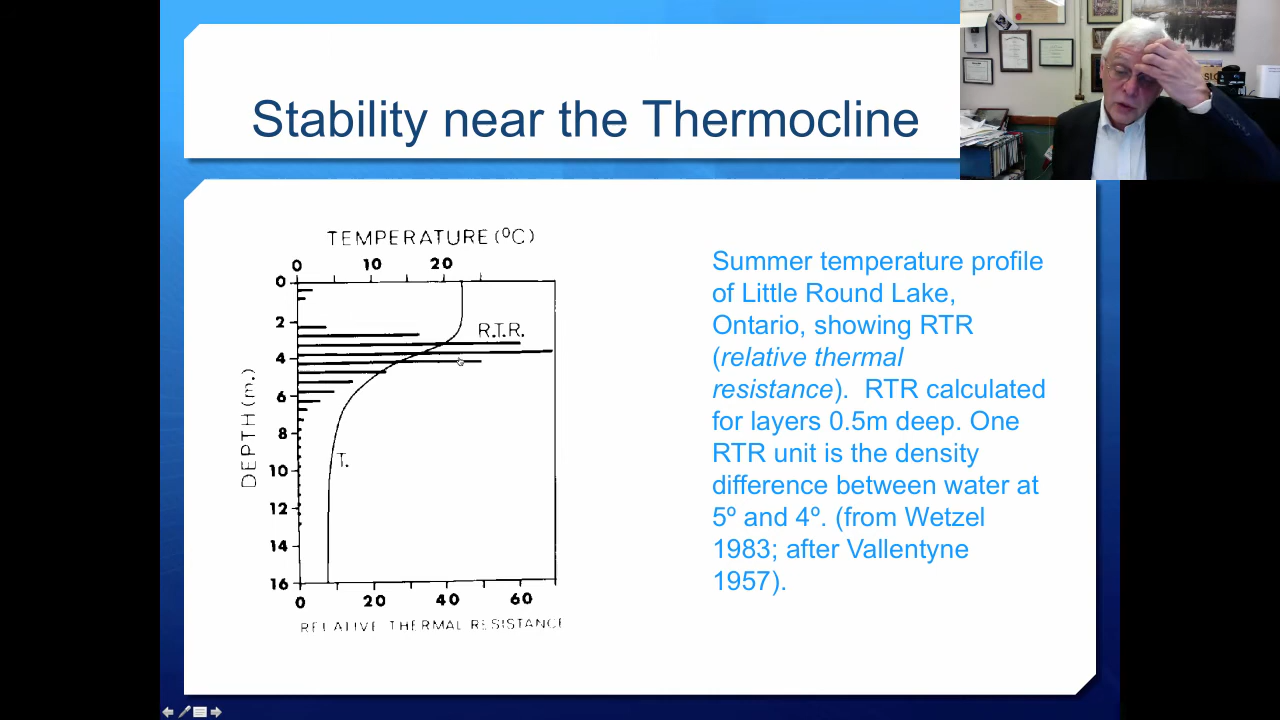 Stability near the Thermocline
TEMPERATURE (⁰C)
0 10 20
0
2
4
6
8
10
12
14
16
DEPTH (m.)
R.T.R.
T.
0 20 40 60
RELATIVE THERMAL RESISTANCE
Summer temperature profile
of Little Round Lake,
Ontario, showing RTR
(relative thermal
resistance).  RTR calculated
for layers 0.5m deep. One
RTR unit is the density
difference between water at
5º and 4º. (from Wetzel
1983; after Vallentyne
1957).